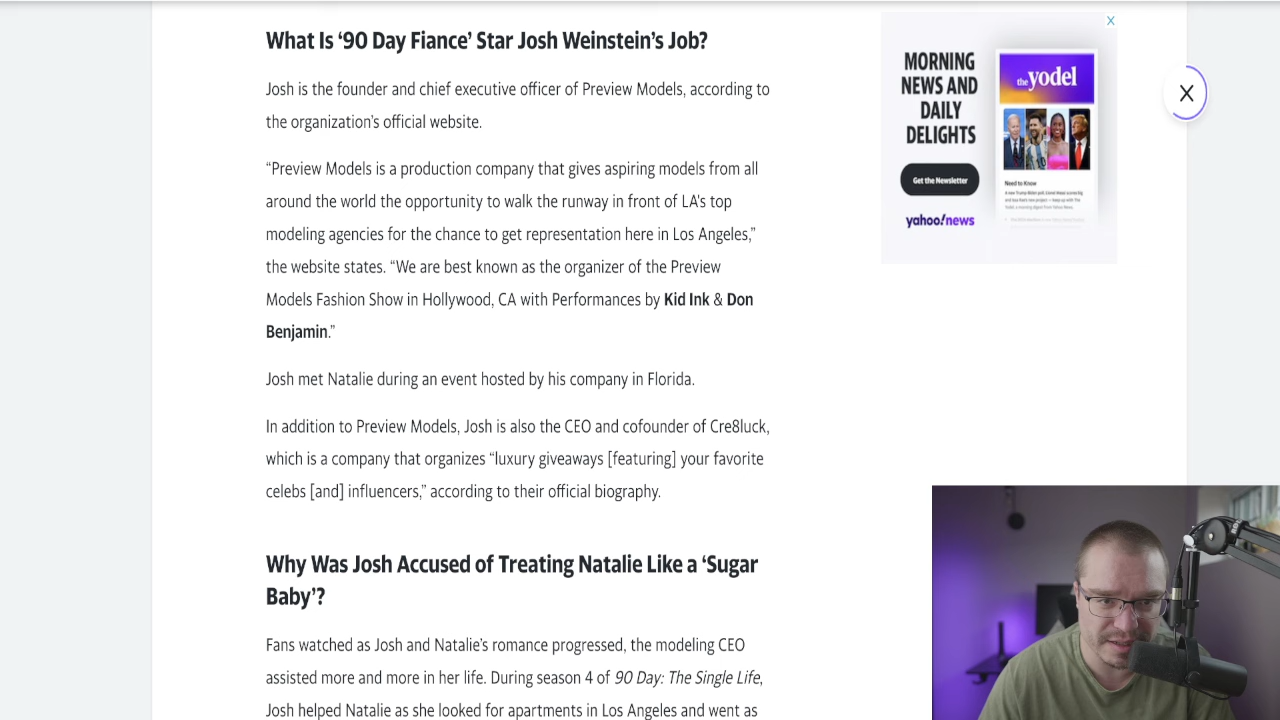 What Is ‘90 Day Fiance’ Star Josh Weinstein’s Job?
Josh is the founder and chief executive officer of Preview Models, according to
the organization’s official website.
“Preview Models is a production company that gives aspiring models from all
around the world the opportunity to walk the runway in front of LA’s top
modeling agencies for the chance to get representation here in Los Angeles,”
the website states. “We are best known as the organizer of the Preview
Models Fashion Show in Hollywood, CA with Performances by Kid Ink & Don
Benjamin.”
Josh met Natalie during an event hosted by his company in Florida.
In addition to Preview Models, Josh is also the CEO and cofounder of Cre8luck,
which is a company that organizes “luxury giveaways [featuring] your favorite
celebs [and] influencers,” according to their official biography.
Why Was Josh Accused of Treating Natalie Like a ‘Sugar
Baby’?
Fans watched as Josh and Natalie’s romance progressed, the modeling CEO
assisted more and more in her life. During season 4 of 90 Day: The Single Life,
Josh helped Natalie as she looked for apartments in Los Angeles and went as
MORNING
NEWS AND
DAILY
DELIGHTS
Get the Newsletter
yahoo!news
the yodel
Need to Know
X